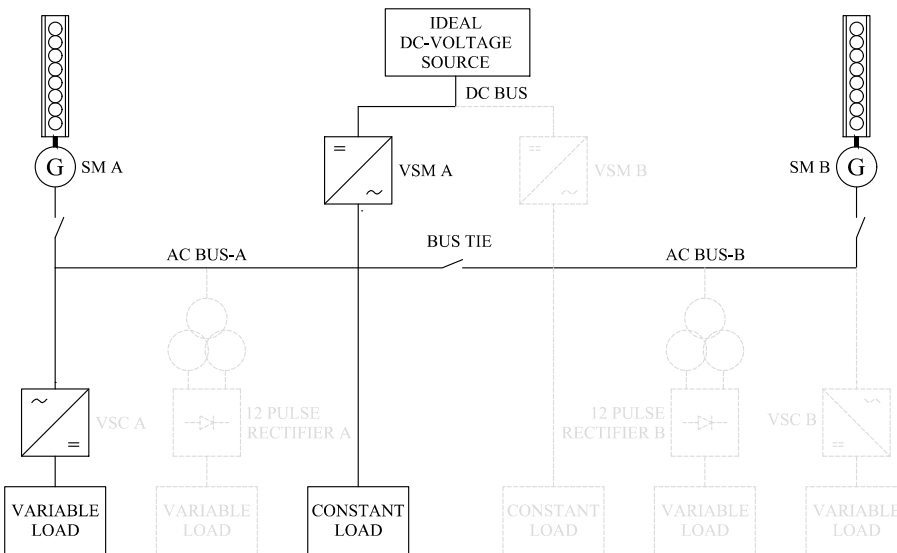 IDEAL
DC-VOLTAGE
SOURCE
DC BUS
G
SM A
VSM A
VSM B
SM B
G
BUS TIE
AC BUS-A
AC BUS-B
VSC A
12 PULSE
RECTIFIER A
12 PULSE
RECTIFIER B
VSC B
VARIABLE
LOAD
VARIABLE
LOAD
CONSTANT
LOAD
CONSTANT
LOAD
VARIABLE
LOAD
VARIABLE
LOAD